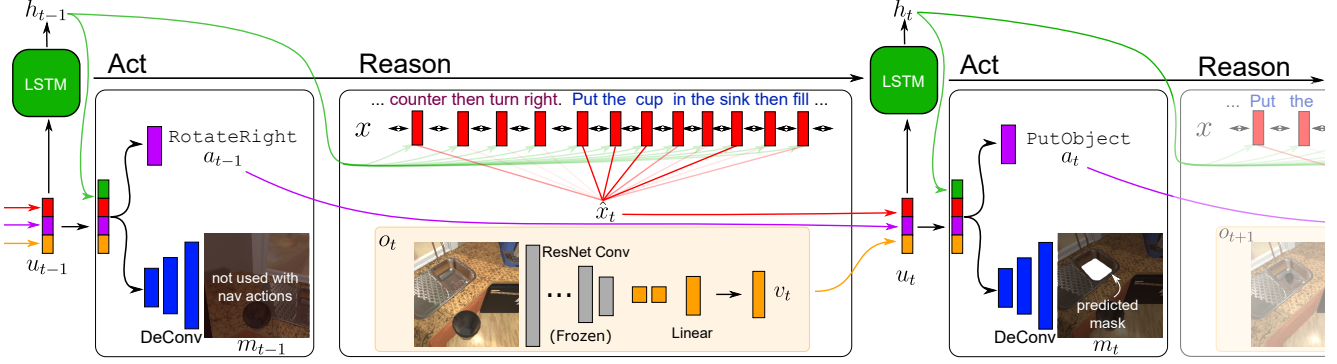 h_{t-1}
LSTM
Act
Reason
... counter then turn right. Put the cup in the sink then fill ...
x
RotateRight
a_{t-1}
x̂_t
u_{t-1}
not used with
nav actions
DeConv
m_{t-1}
o_t
ResNet Conv
...
(Frozen)
Linear
v_t
h_t
LSTM
Act
Reason
... Put the
x
PutObject
a_t
u_t
predicted
mask
DeConv
m_t
o_{t+1}